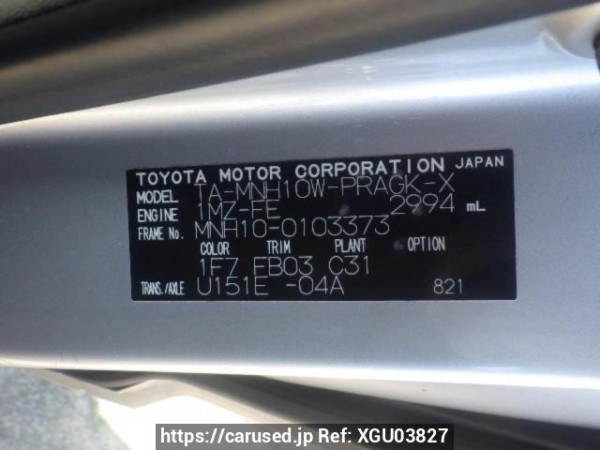 TOYOTA MOTOR CORPORATION JAPAN
MODEL TA-MNH10W-PRAGK-X
ENGINE 1MZ-FE 2994 mL
FRAME No. MNH10-0103373
COLOR TRIM PLANT OPTION
1F7 FB03 C31
TRANS./AXLE U151E -04A 821
https://carused.jp Ref: XGU03827